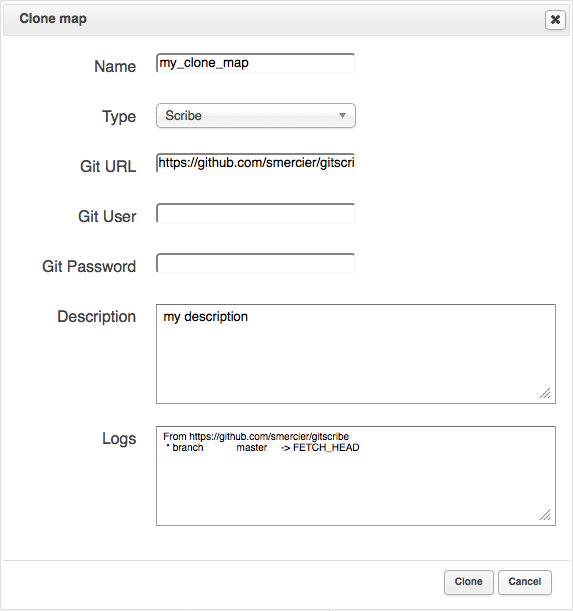 Clone map
Name
my_clone_map
Type
Scribe
Git URL
https://github.com/smercier/gitscri
Git User
Git Password
Description
my description
Logs
From https://github.com/smercier/gitscribe
* branch master -> FETCH_HEAD
Clone
Cancel